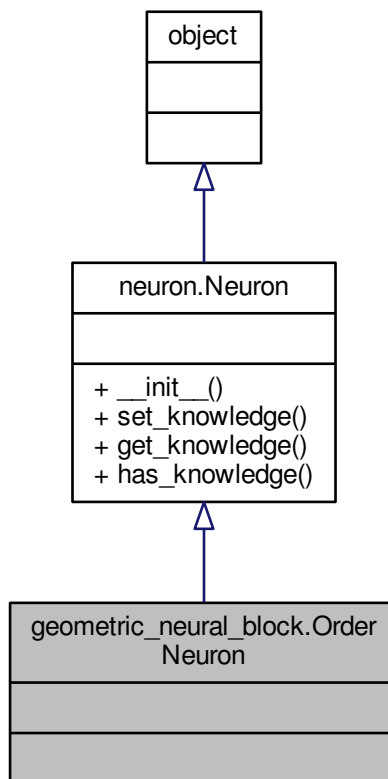 object
neuron.Neuron
+ __init__()
+ set_knowledge()
+ get_knowledge()
+ has_knowledge()
geometric_neural_block.Order
Neuron